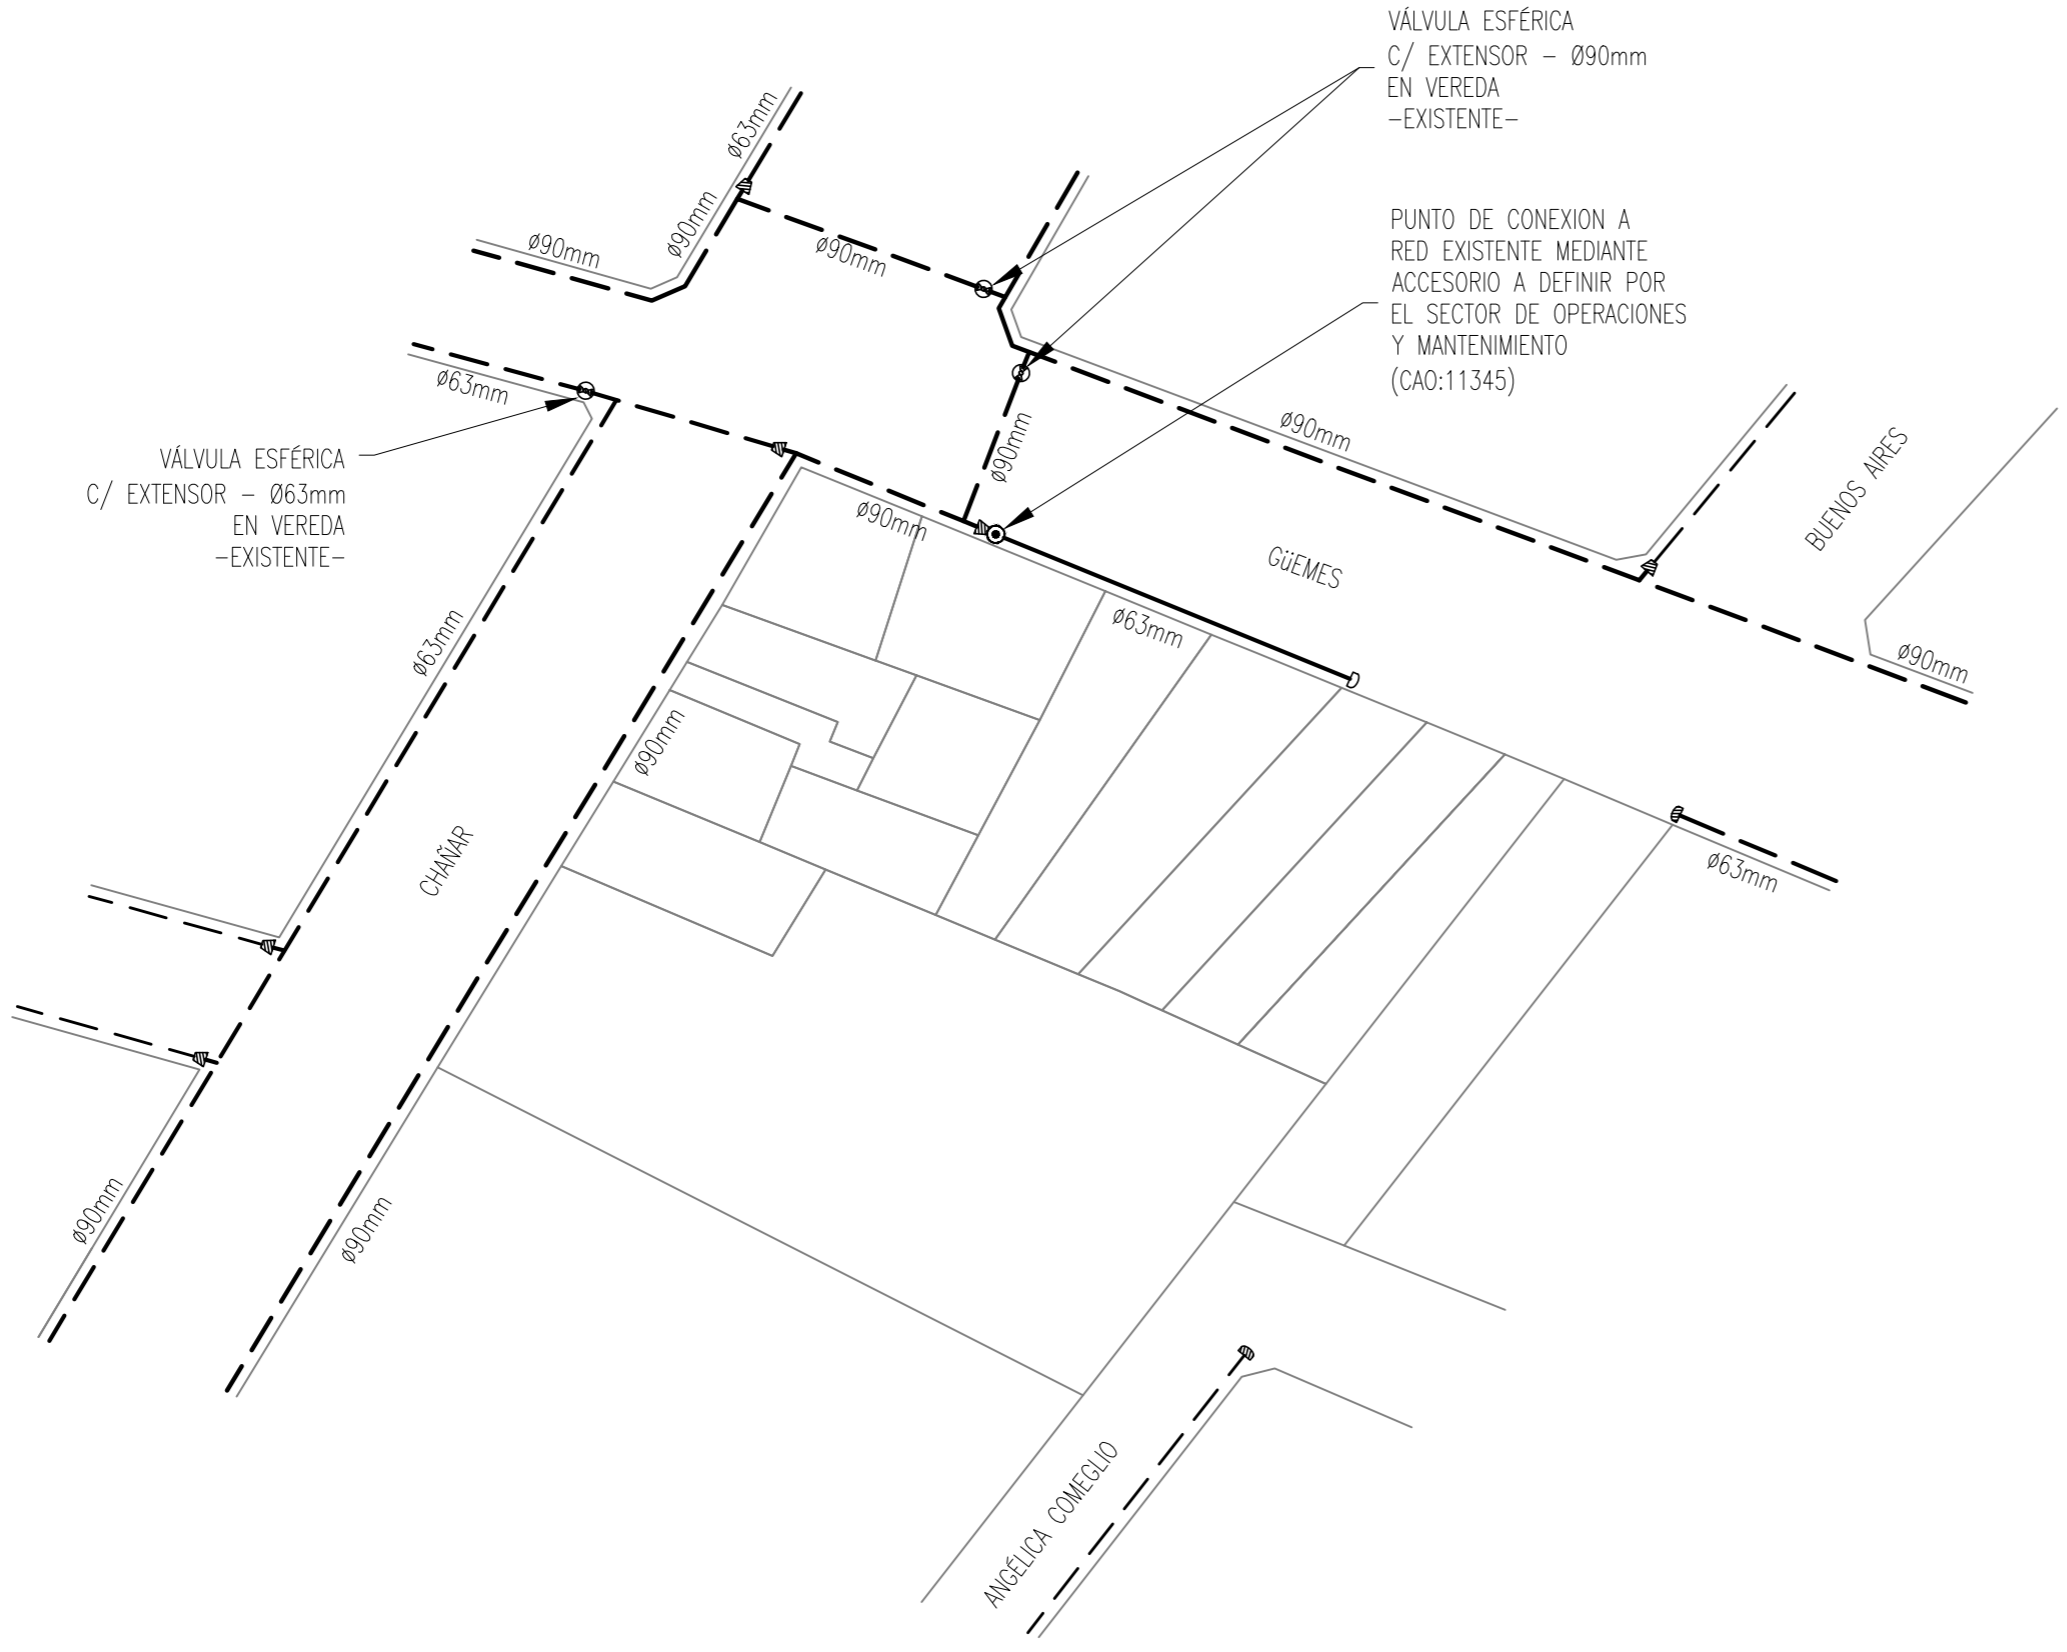 VÁLVULA ESFÉRICA
C/ EXTENSOR - Ø90mm
EN VEREDA
-EXISTENTE-
PUNTO DE CONEXION A
RED EXISTENTE MEDIANTE
ACCESORIO A DEFINIR POR
EL SECTOR DE OPERACIONES
Y MANTENIMIENTO
(CAO:11345)
Ø63mm
Ø90mm
Ø90mm
Ø90mm
Ø63mm
VÁLVULA ESFÉRICA
C/ EXTENSOR - Ø63mm
EN VEREDA
-EXISTENTE-
Ø90mm
Ø90mm
Ø90mm
BUENOS AIRES
GüEMES
Ø63mm
Ø63mm
Ø90mm
Ø90mm
CHAÑAR
Ø63mm
Ø90mm
Ø90mm
ANGÉLICA COMEGLIO